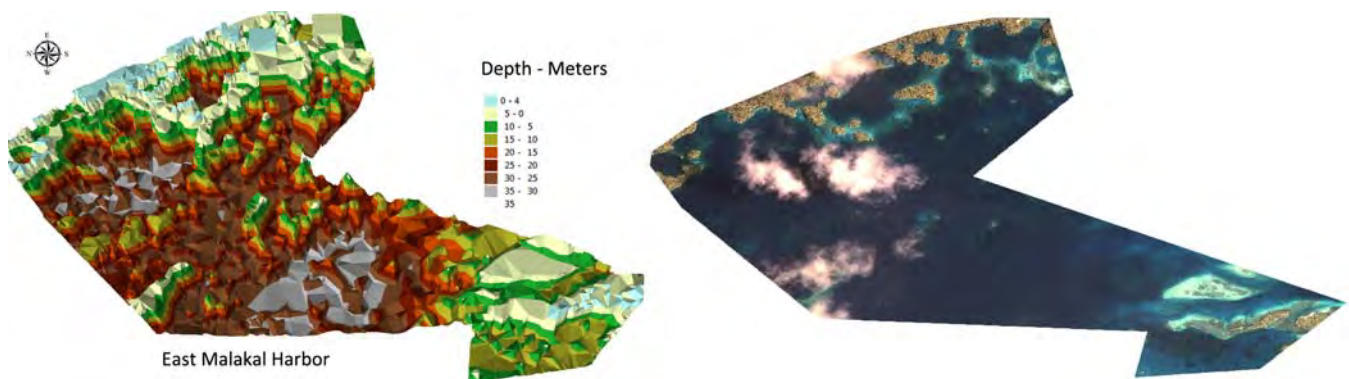 E
N S
W
Depth - Meters
0 - 4
5 - 0
10 - 5
15 - 10
20 - 15
25 - 20
30 - 25
35 - 30
35
East Malakal Harbor